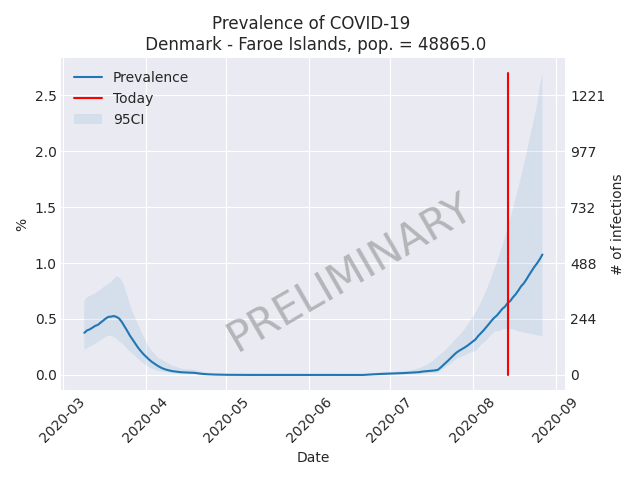 Prevalence of COVID-19
Denmark - Faroe Islands, pop. = 48865.0
Prevalence
Today
95CI
PRELIMINARY
%
2.5
2.0
1.5
1.0
0.5
0.0
1221
977
732
488
244
0
# of infections
2020-03
2020-04
2020-05
2020-06
2020-07
2020-08
2020-09
Date